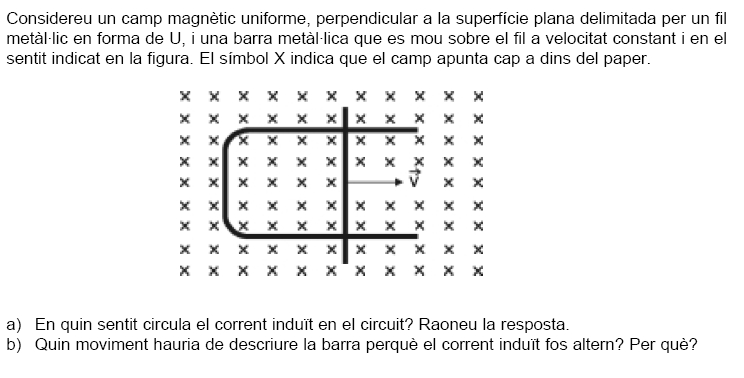 Considereu un camp magnètic uniforme, perpendicular a la superfície plana delimitada per un fil
metàl·lic en forma de U, i una barra metàl·lica que es mou sobre el fil a velocitat constant i en el
sentit indicat en la figura. El símbol X indica que el camp apunta cap a dins del paper.
v
a) En quin sentit circula el corrent induït en el circuit? Raoneu la resposta.
b) Quin moviment hauria de descriure la barra perquè el corrent induït fos altern? Per què?